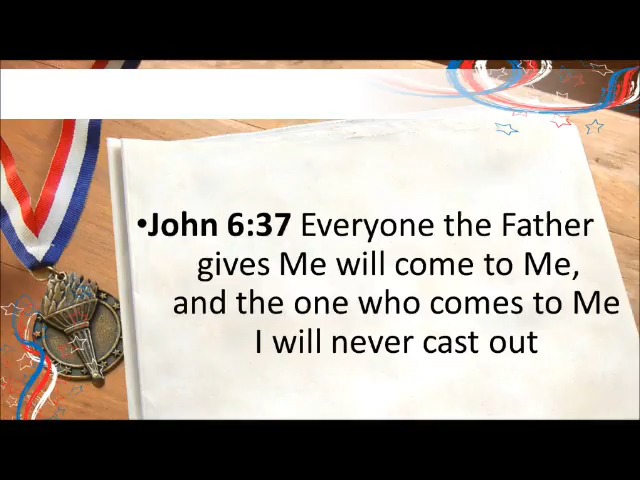 •John 6:37 Everyone the Father
gives Me will come to Me,
and the one who comes to Me
I will never cast out